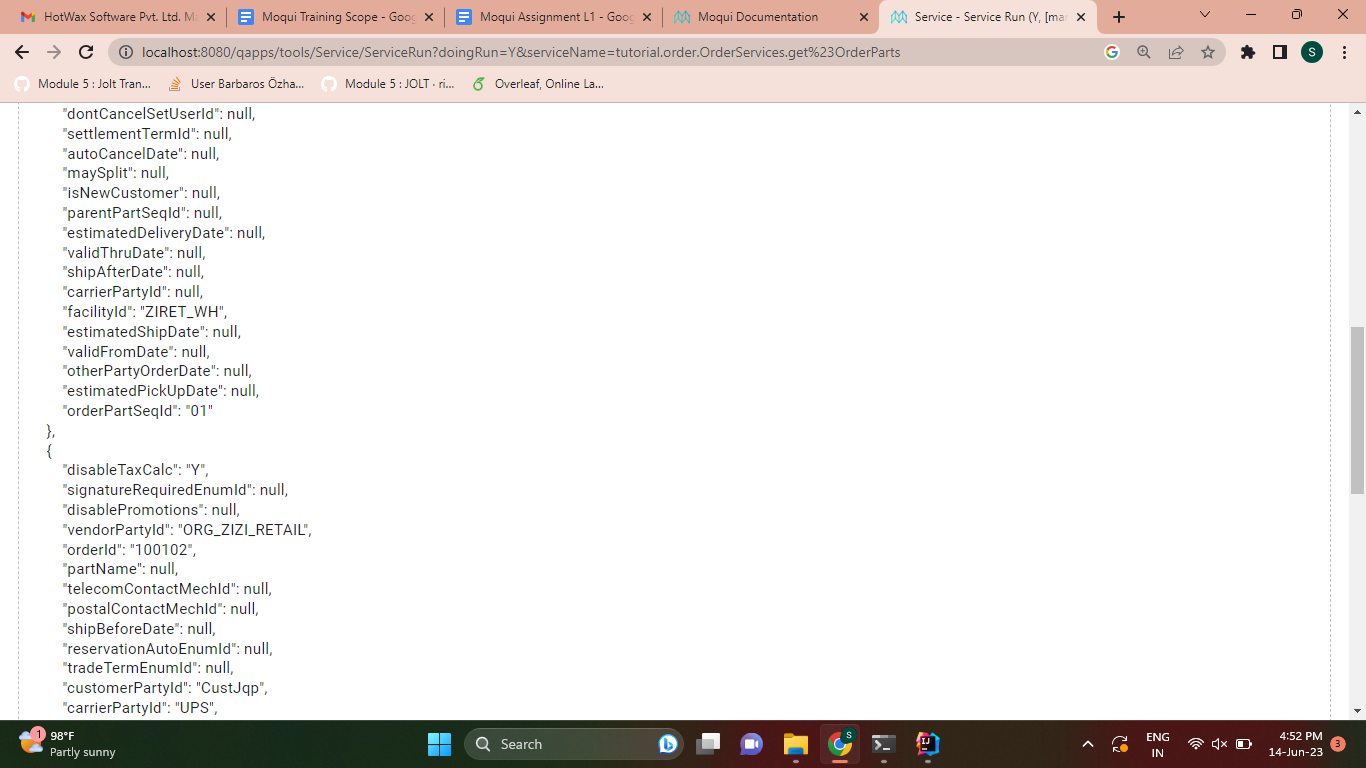 HotWax Software Pvt. Ltd. M
Moqui Training Scope - Goog
Moqui Assignment L1 - Goog
Moqui Documentation
Service - Service Run (Y, [mar
localhost:8080/qapps/tools/Service/ServiceRun?doingRun=Y&serviceName=tutorial.order.OrderServices.get%23OrderParts
S
Module 5 : Jolt Tran...
User Barbaros Özha...
Module 5 : JOLT · ri...
Overleaf, Online La...
"dontCancelSetUserId": null,
"settlementTermId": null,
"autoCancelDate": null,
"maySplit": null,
"isNewCustomer": null,
"parentPartSeqId": null,
"estimatedDeliveryDate": null,
"validThruDate": null,
"shipAfterDate": null,
"carrierPartyId": null,
"facilityId": "ZIRET_WH",
"estimatedShipDate": null,
"validFromDate": null,
"otherPartyOrderDate": null,
"estimatedPickUpDate": null,
"orderPartSeqId": "01"
},
{
"disableTaxCalc": "Y",
"signatureRequiredEnumId": null,
"disablePromotions": null,
"vendorPartyId": "ORG_ZIZI_RETAIL",
"orderId": "100102",
"partName": null,
"telecomContactMechId": null,
"postalContactMechId": null,
"shipBeforeDate": null,
"reservationAutoEnumId": null,
"tradeTermEnumId": null,
"customerPartyId": "CustJqp",
"carrierPartyId": "UPS",
1
98°F
Partly sunny
Search
S
ENG
IN
4:52 PM
14-Jun-23
3